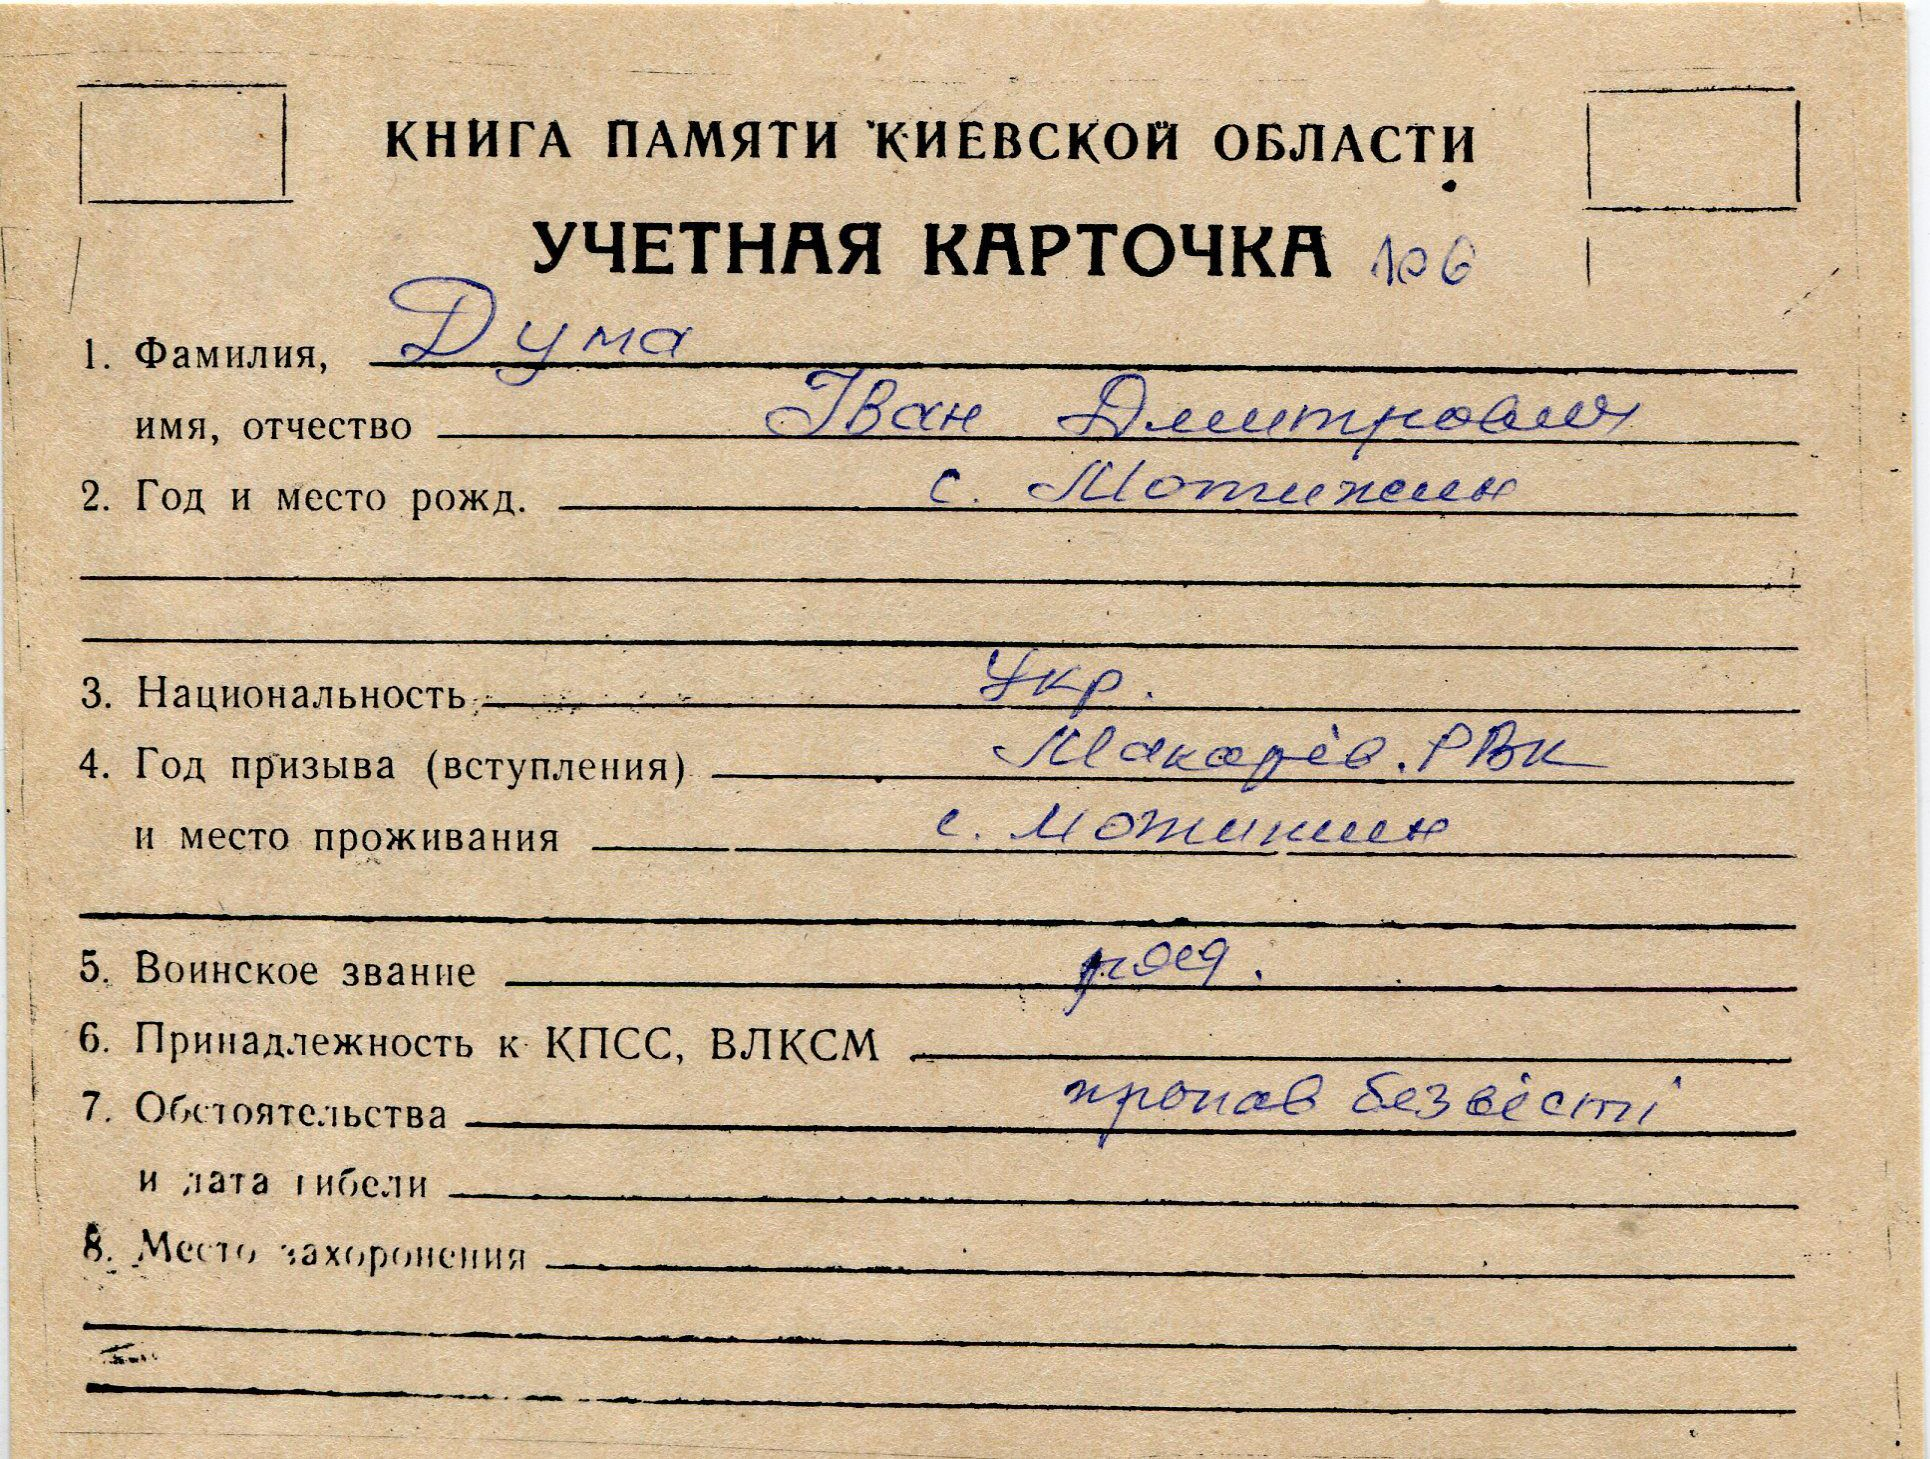 КНИГА ПАМЯТИ КИЕВСКОЙ ОБЛАСТИ
УЧЕТНАЯ КАРТОЧКА 106
1. Фамилия, Дума
имя, отчество Іван Дмитрович
2. Год и место рожд. с. Мотижин
3. Национальность Укр.
4. Год призыва (вступления) Макарів. РВК
и место проживания с. Мотижин
5. Воинское звание ряд.
6. Принадлежность к КПСС, ВЛКСМ
7. Обстоятельства пропав безвісті
и дата гибели
8. Место захоронения